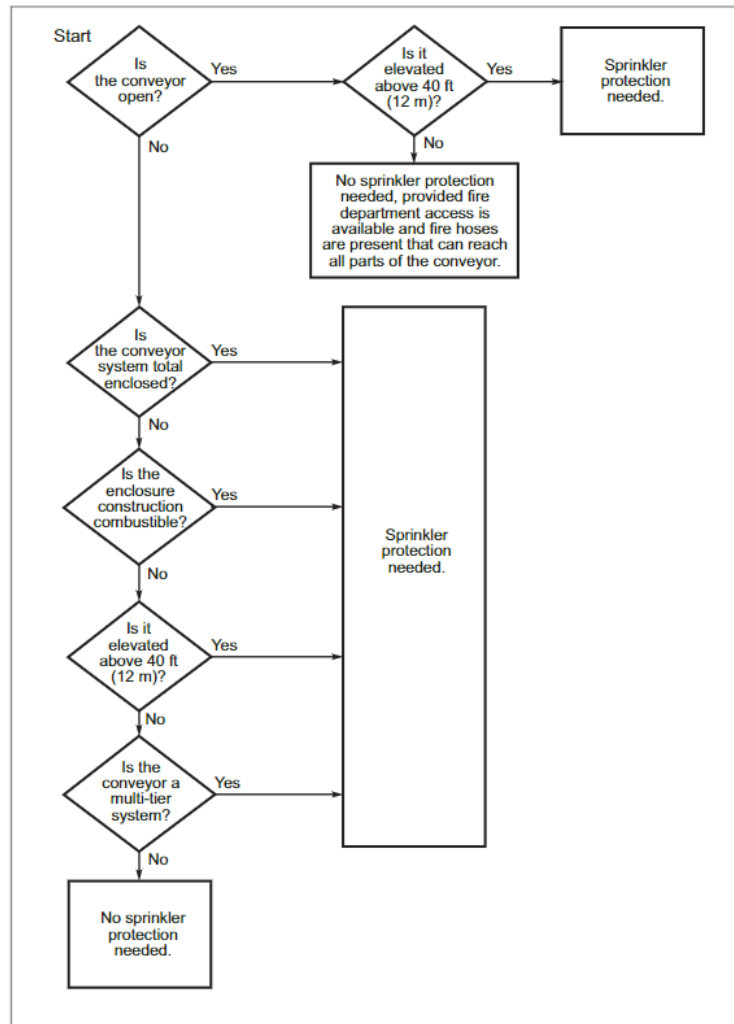 Start
Is
the conveyor
open?
Yes
Is it
elevated
above 40 ft
(12 m)?
Yes
Sprinkler
protection
needed.
No
No
No sprinkler protection
needed, provided fire
department access is
available and fire hoses
are present that can reach
all parts of the conveyor.
Is
the conveyor
system total
enclosed?
Yes
No
Is the
enclosure
construction
combustible?
Yes
Sprinkler
protection
needed.
No
Is it
elevated
above 40 ft
(12 m)?
Yes
No
Is the
conveyor a
multi-tier
system?
Yes
No
No sprinkler
protection
needed.